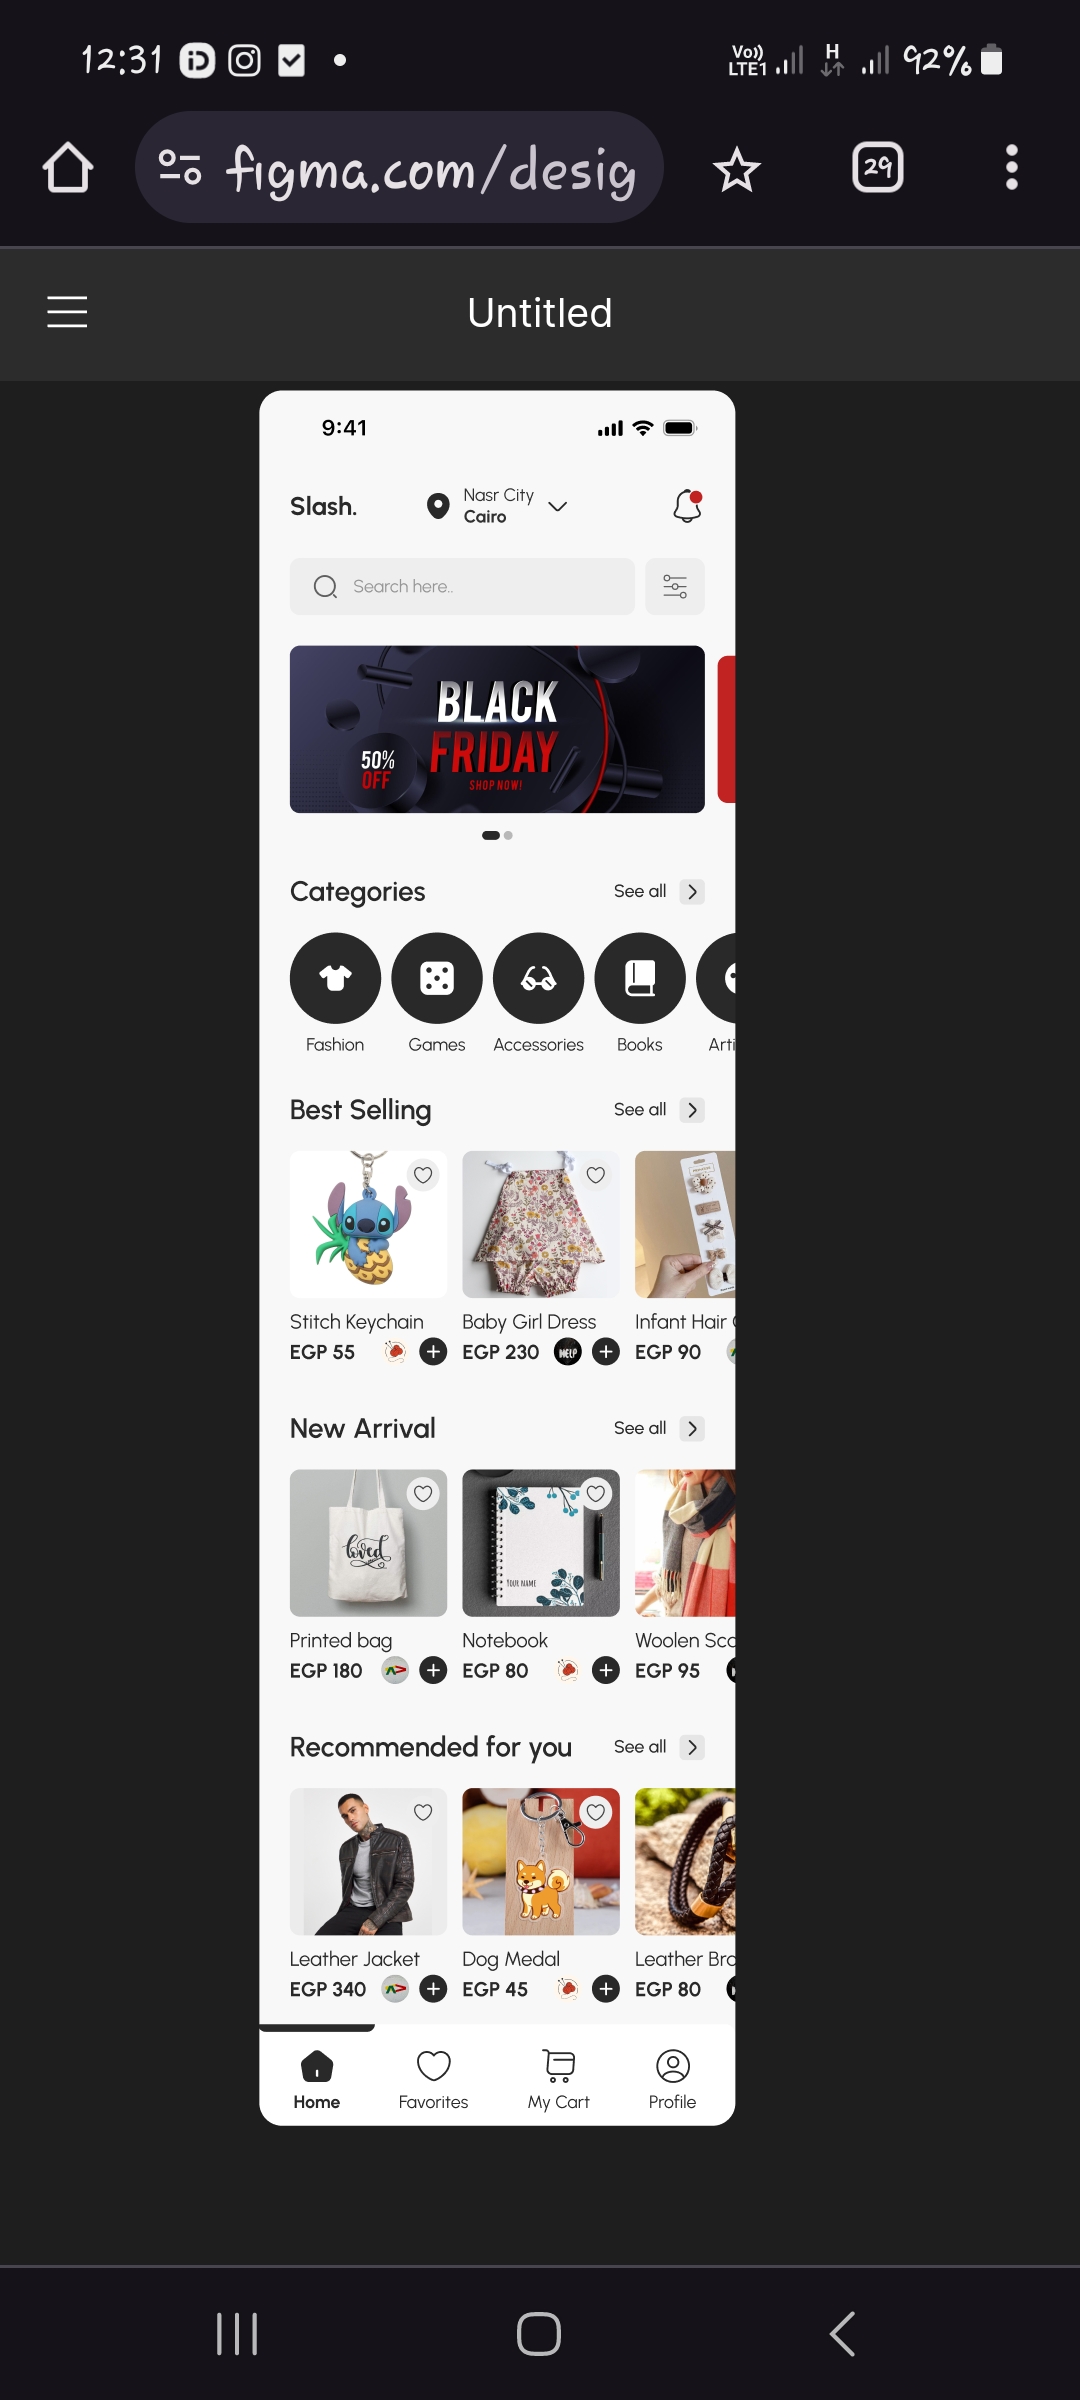 12:31
Vo))
LTE1
H
92%
figma.com/desig
29
Untitled
9:41
Slash.
Nasr City
Cairo
Search here..
BLACK
FRIDAY
50%
OFF
SHOP NOW!
Categories
See all
Fashion
Games
Accessories
Books
Arti
Best Selling
See all
Stitch Keychain
Baby Girl Dress
Infant Hair
EGP 55
EGP 230
HELP
EGP 90
New Arrival
See all
loved
YOUR NAME
Printed bag
Notebook
Woolen Sca
EGP 180
EGP 80
EGP 95
Recommended for you
See all
Leather Jacket
Dog Medal
Leather Bra
EGP 340
EGP 45
EGP 80
Home
Favorites
My Cart
Profile